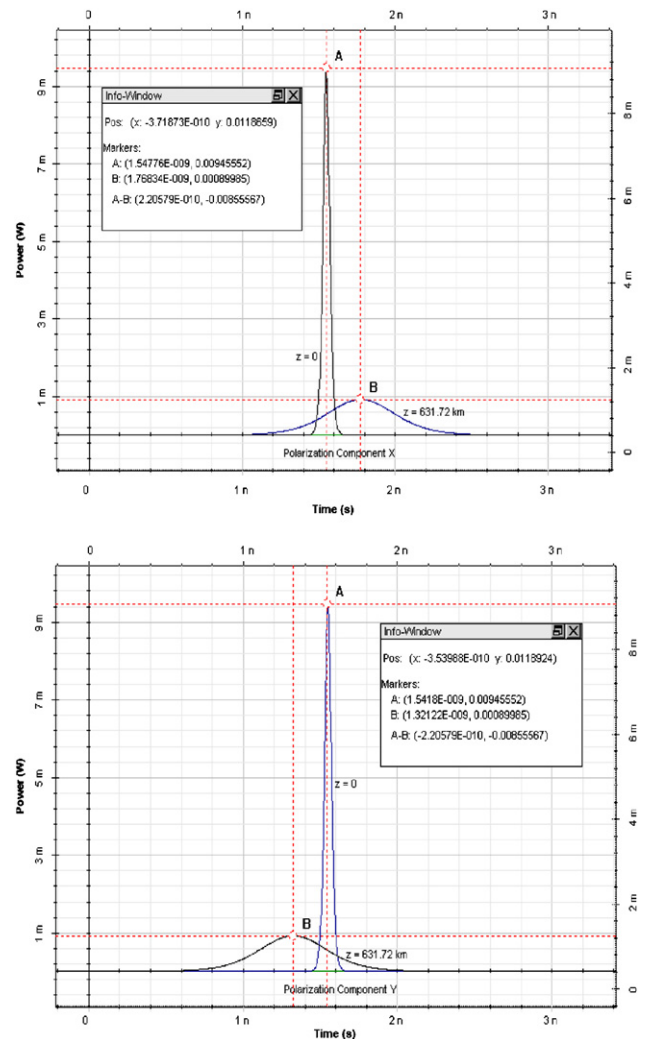 0 1 n 2 n 3 n
A
Info-Window
Pos: (x: -3.71873E-010 y: 0.0118659)
Markers:
A: (1.54776E-009, 0.00945552)
B: (1.76834E-009, 0.00089985)
A-B: (2.20579E-010, -0.00855567)
Power (W)
9 m
7 m
5 m
3 m
1 m
8 m
6 m
4 m
2 m
0
z = 0
B
z = 631.72 km
Polarization Component X
0 1 n 2 n 3 n
Time (s)
0 1 n 2 n 3 n
A
Info-Window
Pos: (x: -3.53988E-010 y: 0.0118924)
Markers:
A: (1.5418E-009, 0.00945552)
B: (1.32122E-009, 0.00089985)
A-B: (-2.20579E-010, -0.00855567)
Power (W)
9 m
7 m
5 m
3 m
1 m
8 m
6 m
4 m
2 m
0
z = 0
B
z = 631.72 km
Polarization Component Y
0 1 n 2 n 3 n
Time (s)